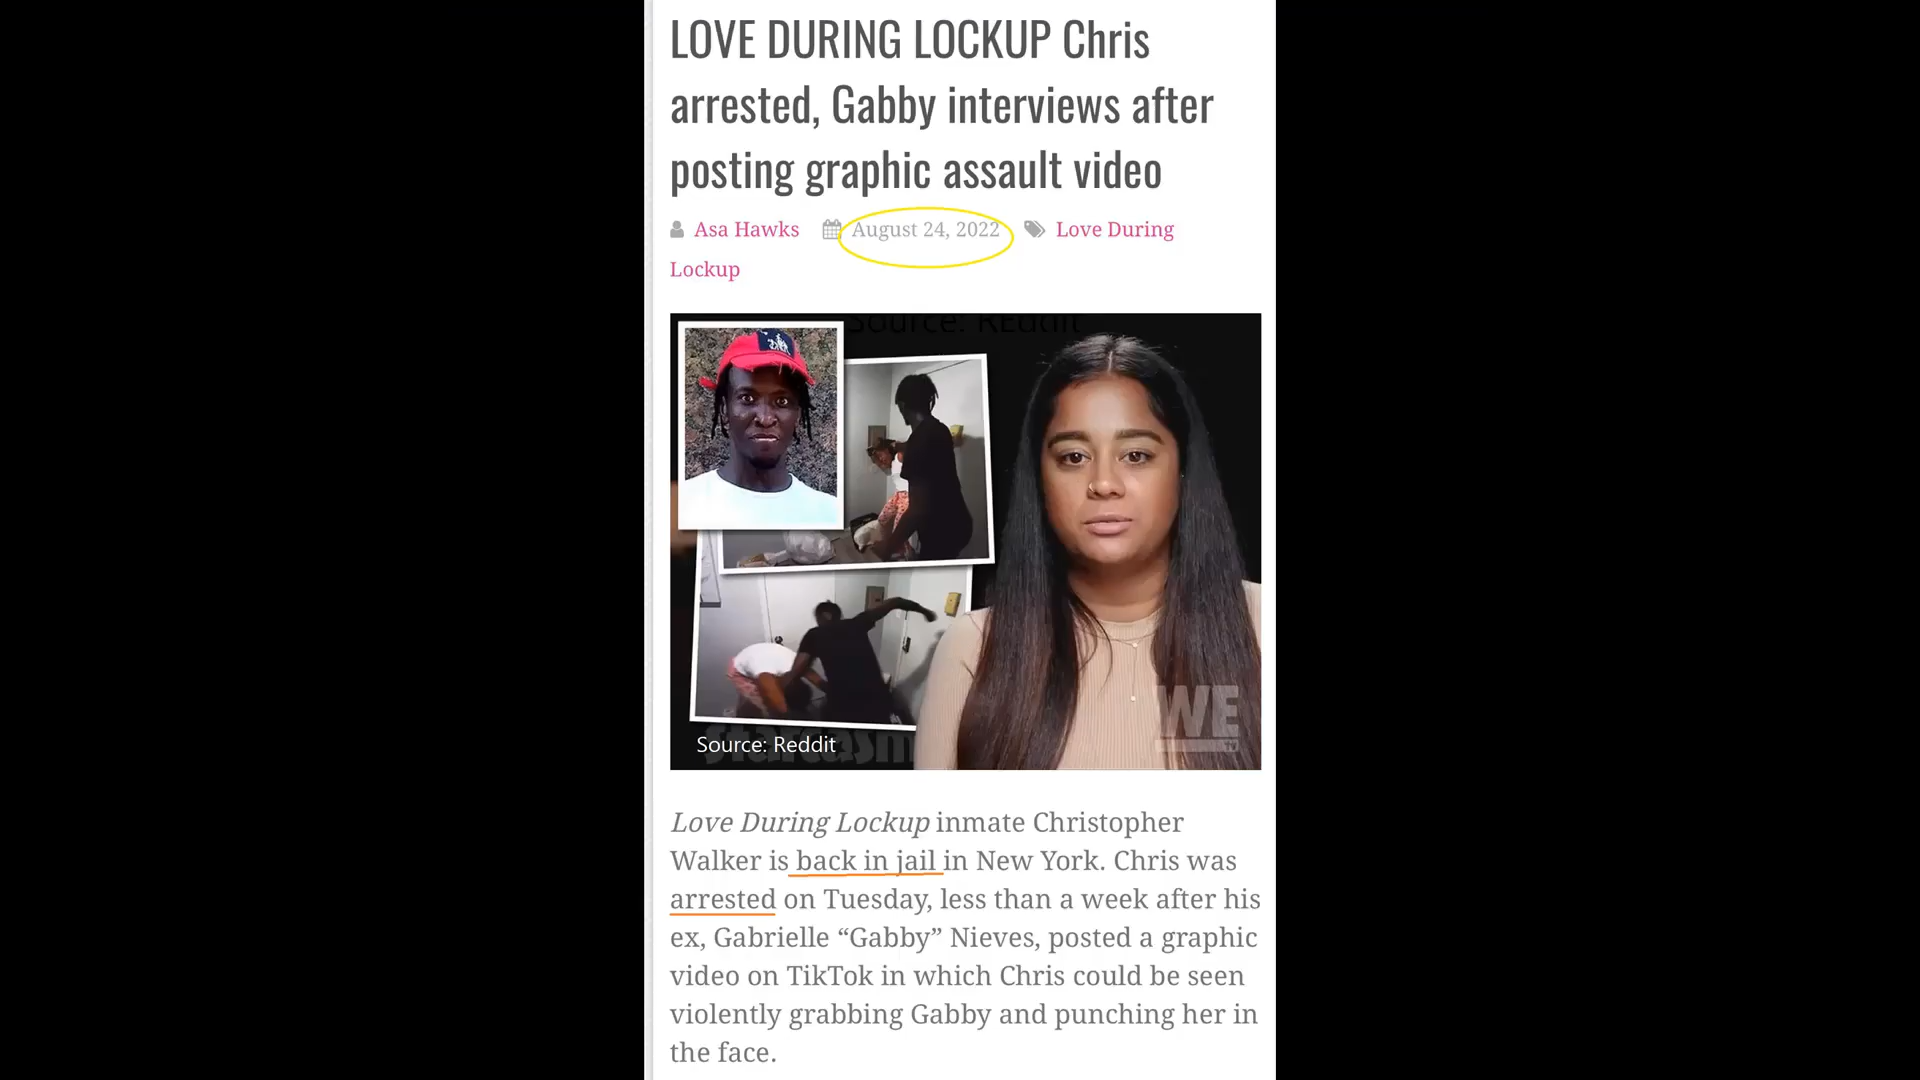 LOVE DURING LOCKUP Chris
arrested, Gabby interviews after
posting graphic assault video
Asa Hawks August 24, 2022 Love During
Lockup
Source: REddit
WE
tv
starcasm
Source: Reddit
Love During Lockup inmate Christopher
Walker is back in jail in New York. Chris was
arrested on Tuesday, less than a week after his
ex, Gabrielle “Gabby” Nieves, posted a graphic
video on TikTok in which Chris could be seen
violently grabbing Gabby and punching her in
the face.